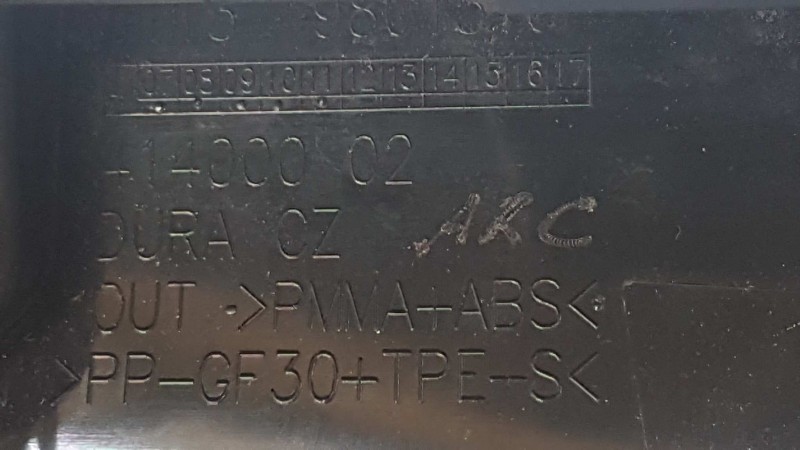 07 08 09 10 11 12 13 14 15 16 17
414000 02
DURA CZ ARC
OUT ->PMMA+ABS<
>PP-GF30+TPE-S<